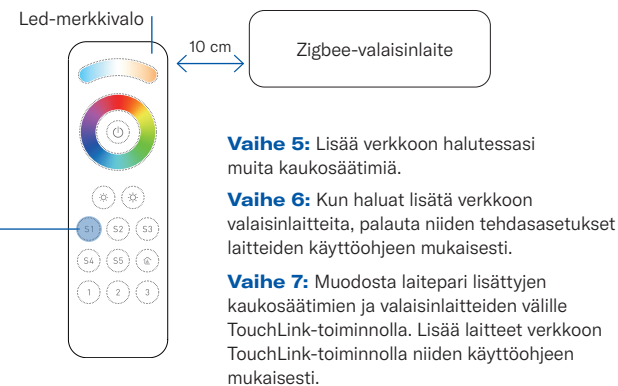 Led-merkkivalo
10 cm
Zigbee-valaisinlaite
S1 S2 S3
S4 S5
1 2 3
Vaihe 5: Lisää verkkoon halutessasi
muita kaukosäätimiä.
Vaihe 6: Kun haluat lisätä verkkoon
valaisinlaitteita, palauta niiden tehdasasetukset
laitteiden käyttöohjeen mukaisesti.
Vaihe 7: Muodosta laitepari lisättyjen
kaukosäätimien ja valaisinlaitteiden välille
TouchLink-toiminnolla. Lisää laitteet verkkoon
TouchLink-toiminnolla niiden käyttöohjeen
mukaisesti.